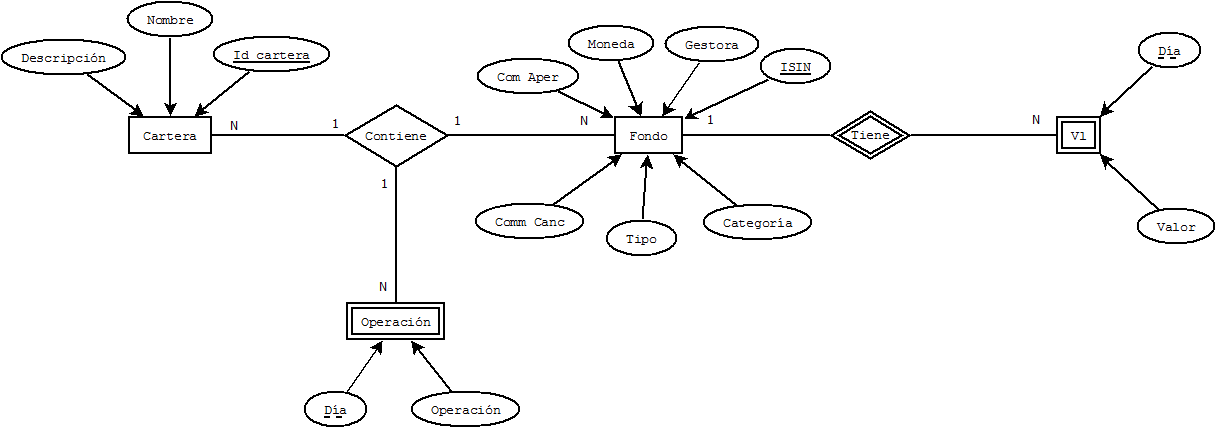 Nombre
Descripción
Id cartera
Cartera
N
1
Contiene
1
1
N
Operación
Día
Operación
Moneda
Gestora
Com Aper
ISIN
N
Fondo
1
Comm Canc
Tipo
Categoría
Tiene
N
Día
Vl
Valor